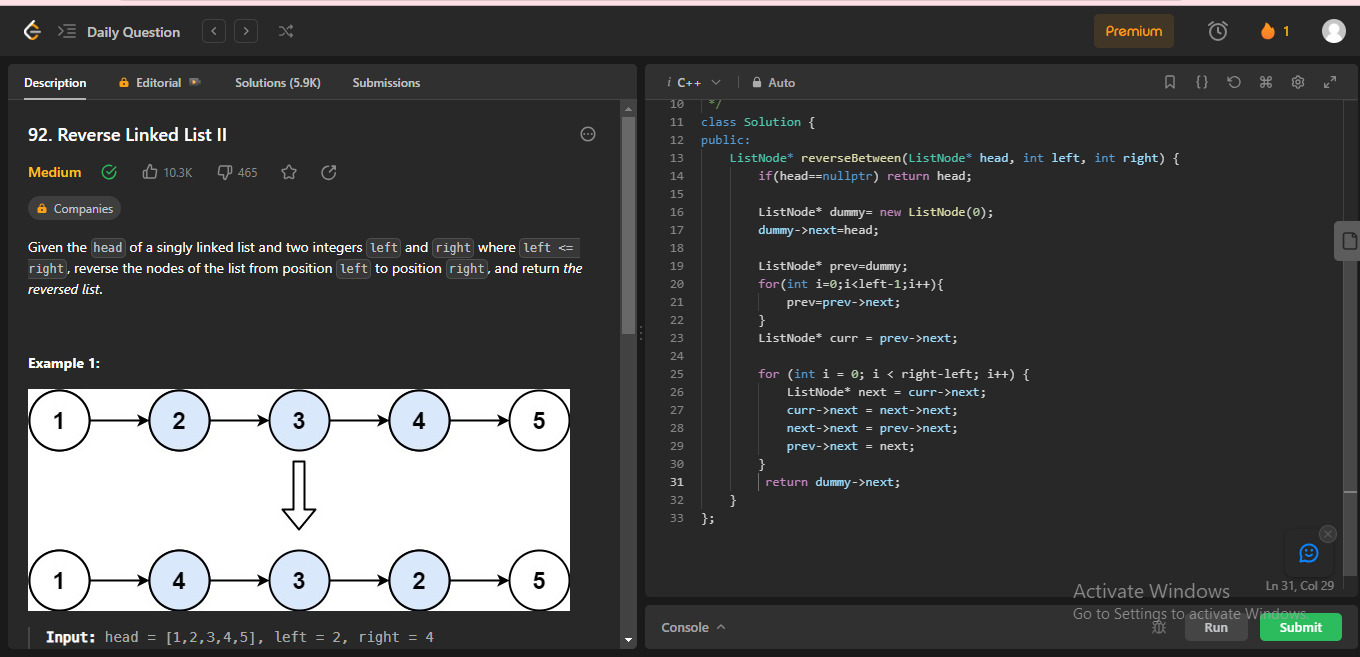 Daily Question
Premium
1
Description
Editorial
Solutions (5.9K)
Submissions
92. Reverse Linked List II
Medium
10.3K
465
Companies
Given the head of a singly linked list and two integers left and right where left <=
right, reverse the nodes of the list from position left to position right, and return the
reversed list.
Example 1:
1 2 3 4 5
1 4 3 2 5
Input: head = [1,2,3,4,5], left = 2, right = 4
i C++
Auto
10 */
11 class Solution {
12 public:
13 ListNode* reverseBetween(ListNode* head, int left, int right) {
14 if(head==nullptr) return head;
15
16 ListNode* dummy= new ListNode(0);
17 dummy->next=head;
18
19 ListNode* prev=dummy;
20 for(int i=0;i<left-1;i++){
21 prev=prev->next;
22 }
23 ListNode* curr = prev->next;
24
25 for (int i = 0; i < right-left; i++) {
26 ListNode* next = curr->next;
27 curr->next = next->next;
28 next->next = prev->next;
29 prev->next = next;
30 }
31 return dummy->next;
32 }
33 };
Ln 31, Col 29
Activate Windows
Go to Settings to activate Windows.
Console
Run
Submit